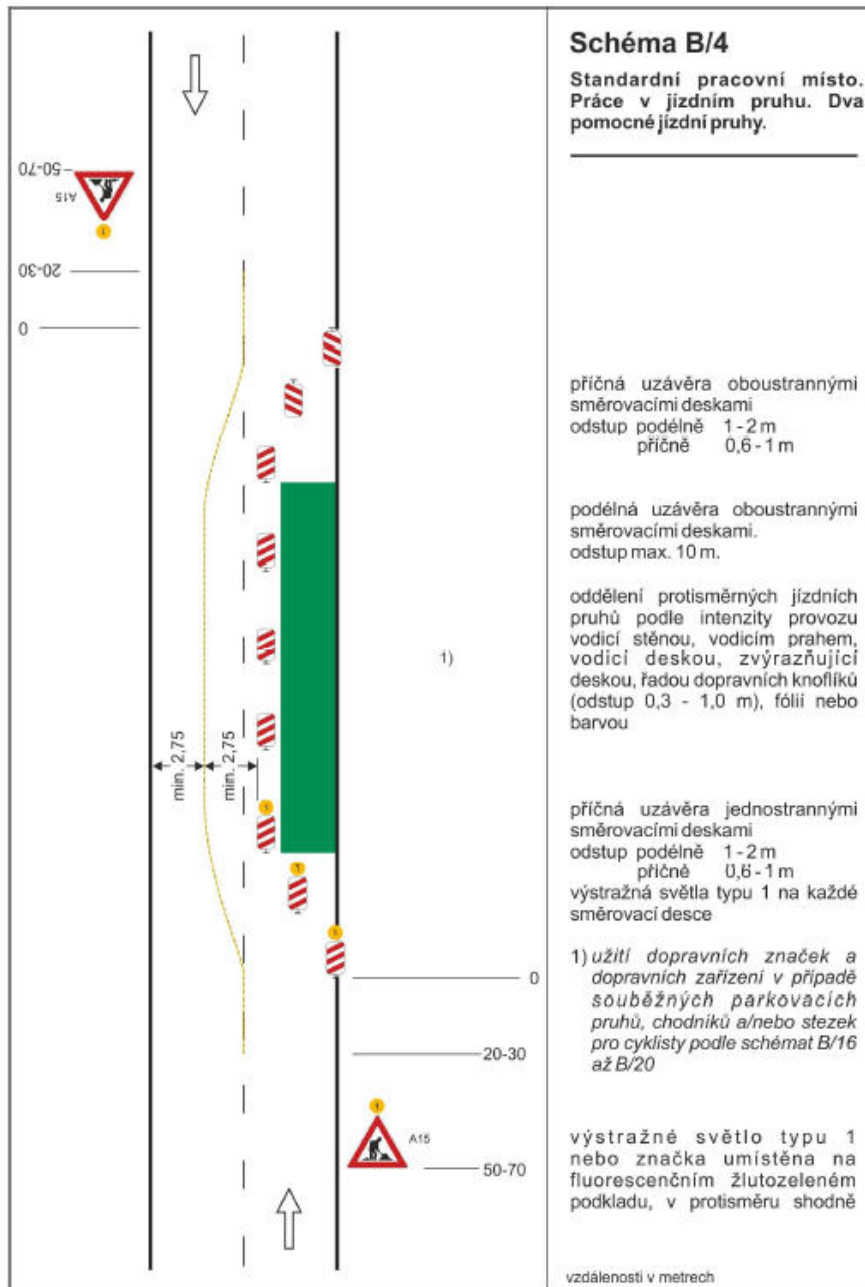 Schéma B/4
Standardní pracovní místo.
Práce v jízdním pruhu. Dva
pomocné jízdní pruhy.
50-70
A15
1
20-30
0
příčná uzávěra oboustrannými
směrovacími deskami
odstup podélně 1-2 m
příčně 0,6-1 m
podélná uzávěra oboustrannými
směrovacími deskami.
odstup max. 10 m.
oddělení protisměrných jízdních
pruhů podle intenzity provozu
vodicí stěnou, vodicím prahem,
vodicí deskou, zvýrazňující
deskou, řadou dopravních knoflíků
(odstup 0,3 - 1,0 m), fólií nebo
barvou
1)
min. 2,75
min. 2,75
příčná uzávěra jednostrannými
směrovacími deskami
odstup podélně 1-2 m
příčně 0,6-1 m
výstražná světla typu 1 na každé
směrovací desce
1
1
1
0
1) užití dopravních značek a
dopravních zařízení v případě
souběžných parkovacích
pruhů, chodníků a/nebo stezek
pro cyklisty podle schémat B/16
až B/20
20-30
1
A15
50-70
výstražné světlo typu 1
nebo značka umístěna na
fluorescenčním žlutozeleném
podkladu, v protisměru shodně
vzdálenosti v metrech